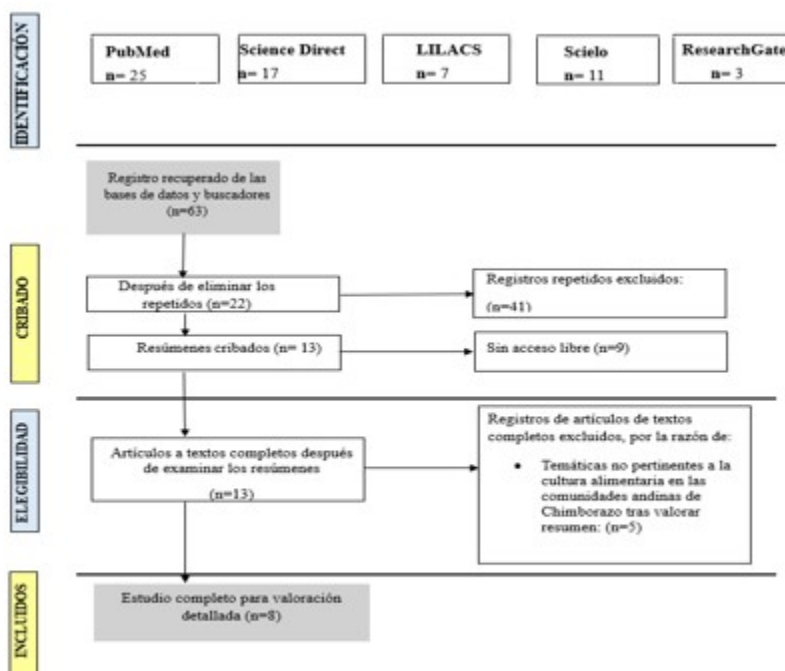 IDENTIFICACIÓN
PubMed
n= 25
Science Direct
n= 17
LILACS
n= 7
Scielo
n= 11
ResearchGate
n= 3
Registro recuperado de las
bases de datos y buscadores
(n=63)
CRIBADO
Después de eliminar los
repetidos (n=22)
Registros repetidos excluidos:
(n=41)
Resúmenes cribados (n= 13)
Sin acceso libre (n=9)
ELEGIBILIDAD
Artículos a textos completos después
de examinar los resúmenes
(n=13)
Registros de artículos de textos
completos excluidos, por la razón de:
• Temáticas no pertinentes a la
cultura alimentaria en las
comunidades andinas de
Chimborazo tras valorar
resumen: (n=5)
INCLUIDOS
Estudio completo para valoración
detallada (n=8)